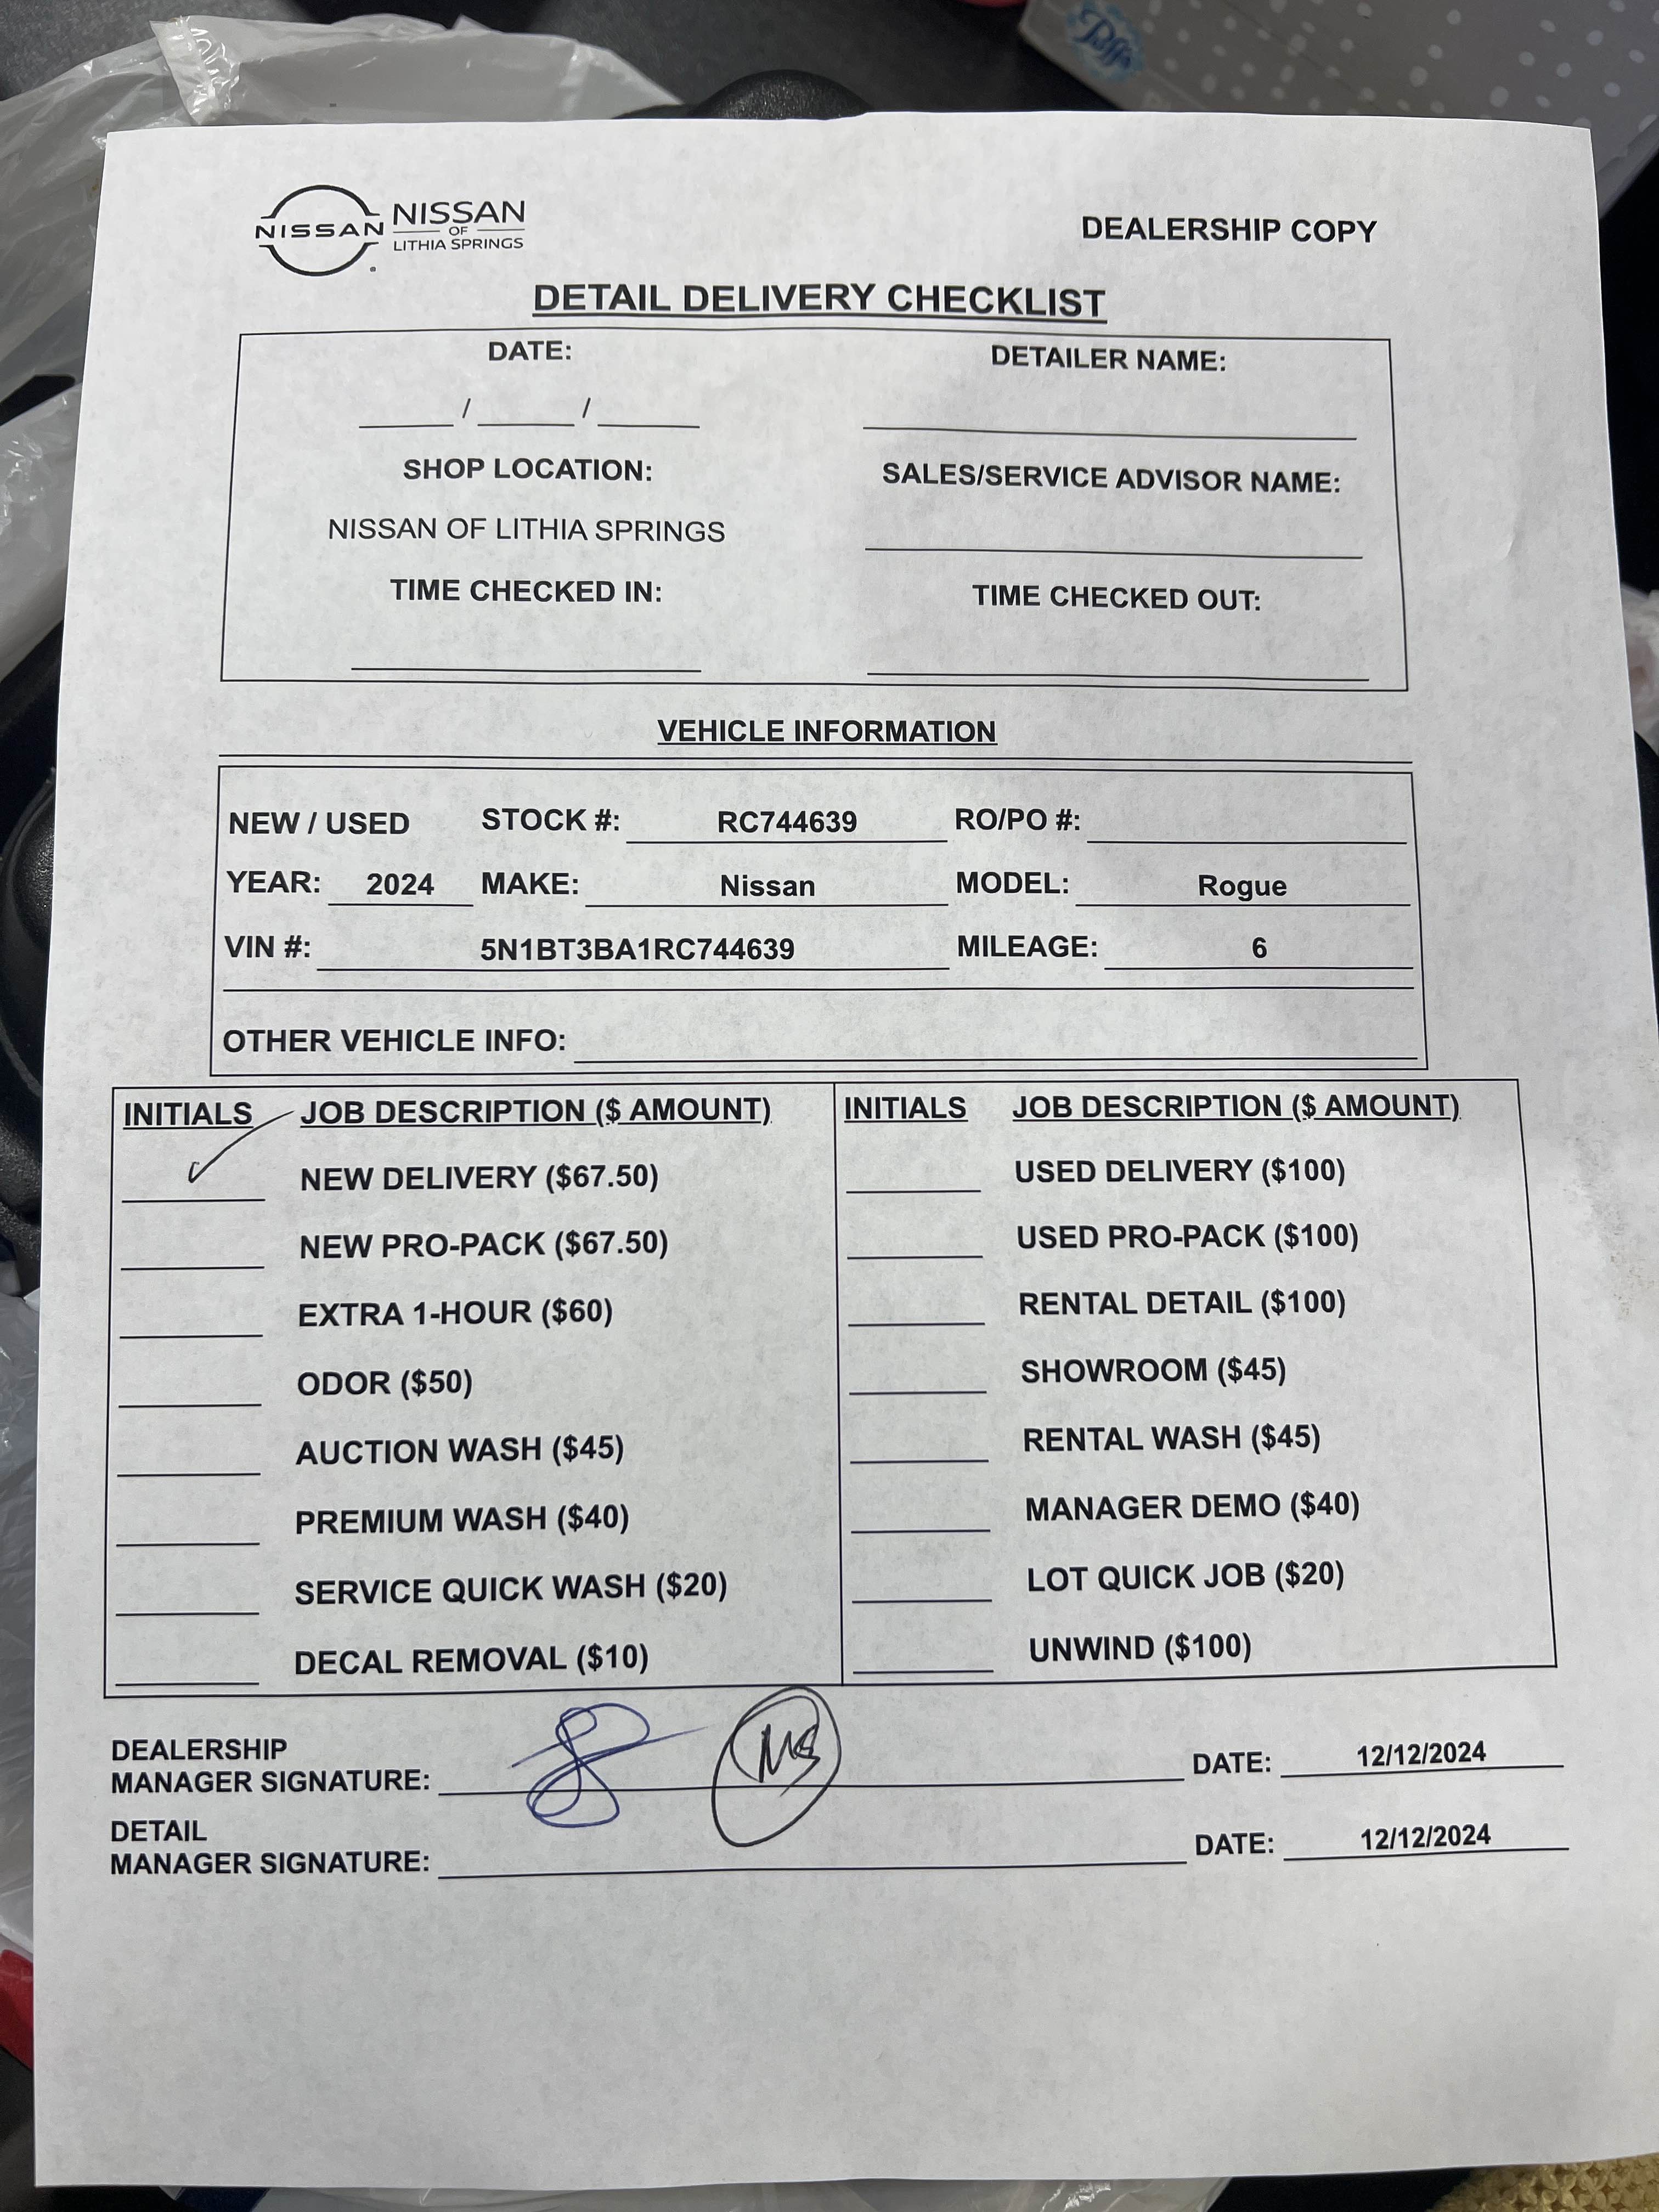 Puffs
NISSAN NISSAN
OF
LITHIA SPRINGS
DEALERSHIP COPY
DETAIL DELIVERY CHECKLIST
DATE: DETAILER NAME:
/ /
SHOP LOCATION: SALES/SERVICE ADVISOR NAME:
NISSAN OF LITHIA SPRINGS
TIME CHECKED IN: TIME CHECKED OUT:
VEHICLE INFORMATION
NEW / USED STOCK #: RC744639 RO/PO #:
YEAR: 2024 MAKE: Nissan MODEL: Rogue
VIN #: 5N1BT3BA1RC744639 MILEAGE: 6
OTHER VEHICLE INFO:
INITIALS JOB DESCRIPTION ($ AMOUNT) INITIALS JOB DESCRIPTION ($ AMOUNT)
✓ NEW DELIVERY ($67.50) USED DELIVERY ($100)
NEW PRO-PACK ($67.50) USED PRO-PACK ($100)
EXTRA 1-HOUR ($60) RENTAL DETAIL ($100)
ODOR ($50) SHOWROOM ($45)
AUCTION WASH ($45) RENTAL WASH ($45)
PREMIUM WASH ($40) MANAGER DEMO ($40)
SERVICE QUICK WASH ($20) LOT QUICK JOB ($20)
DECAL REMOVAL ($10) UNWIND ($100)
DEALERSHIP
MANAGER SIGNATURE: DATE: 12/12/2024
DETAIL
MANAGER SIGNATURE: DATE: 12/12/2024